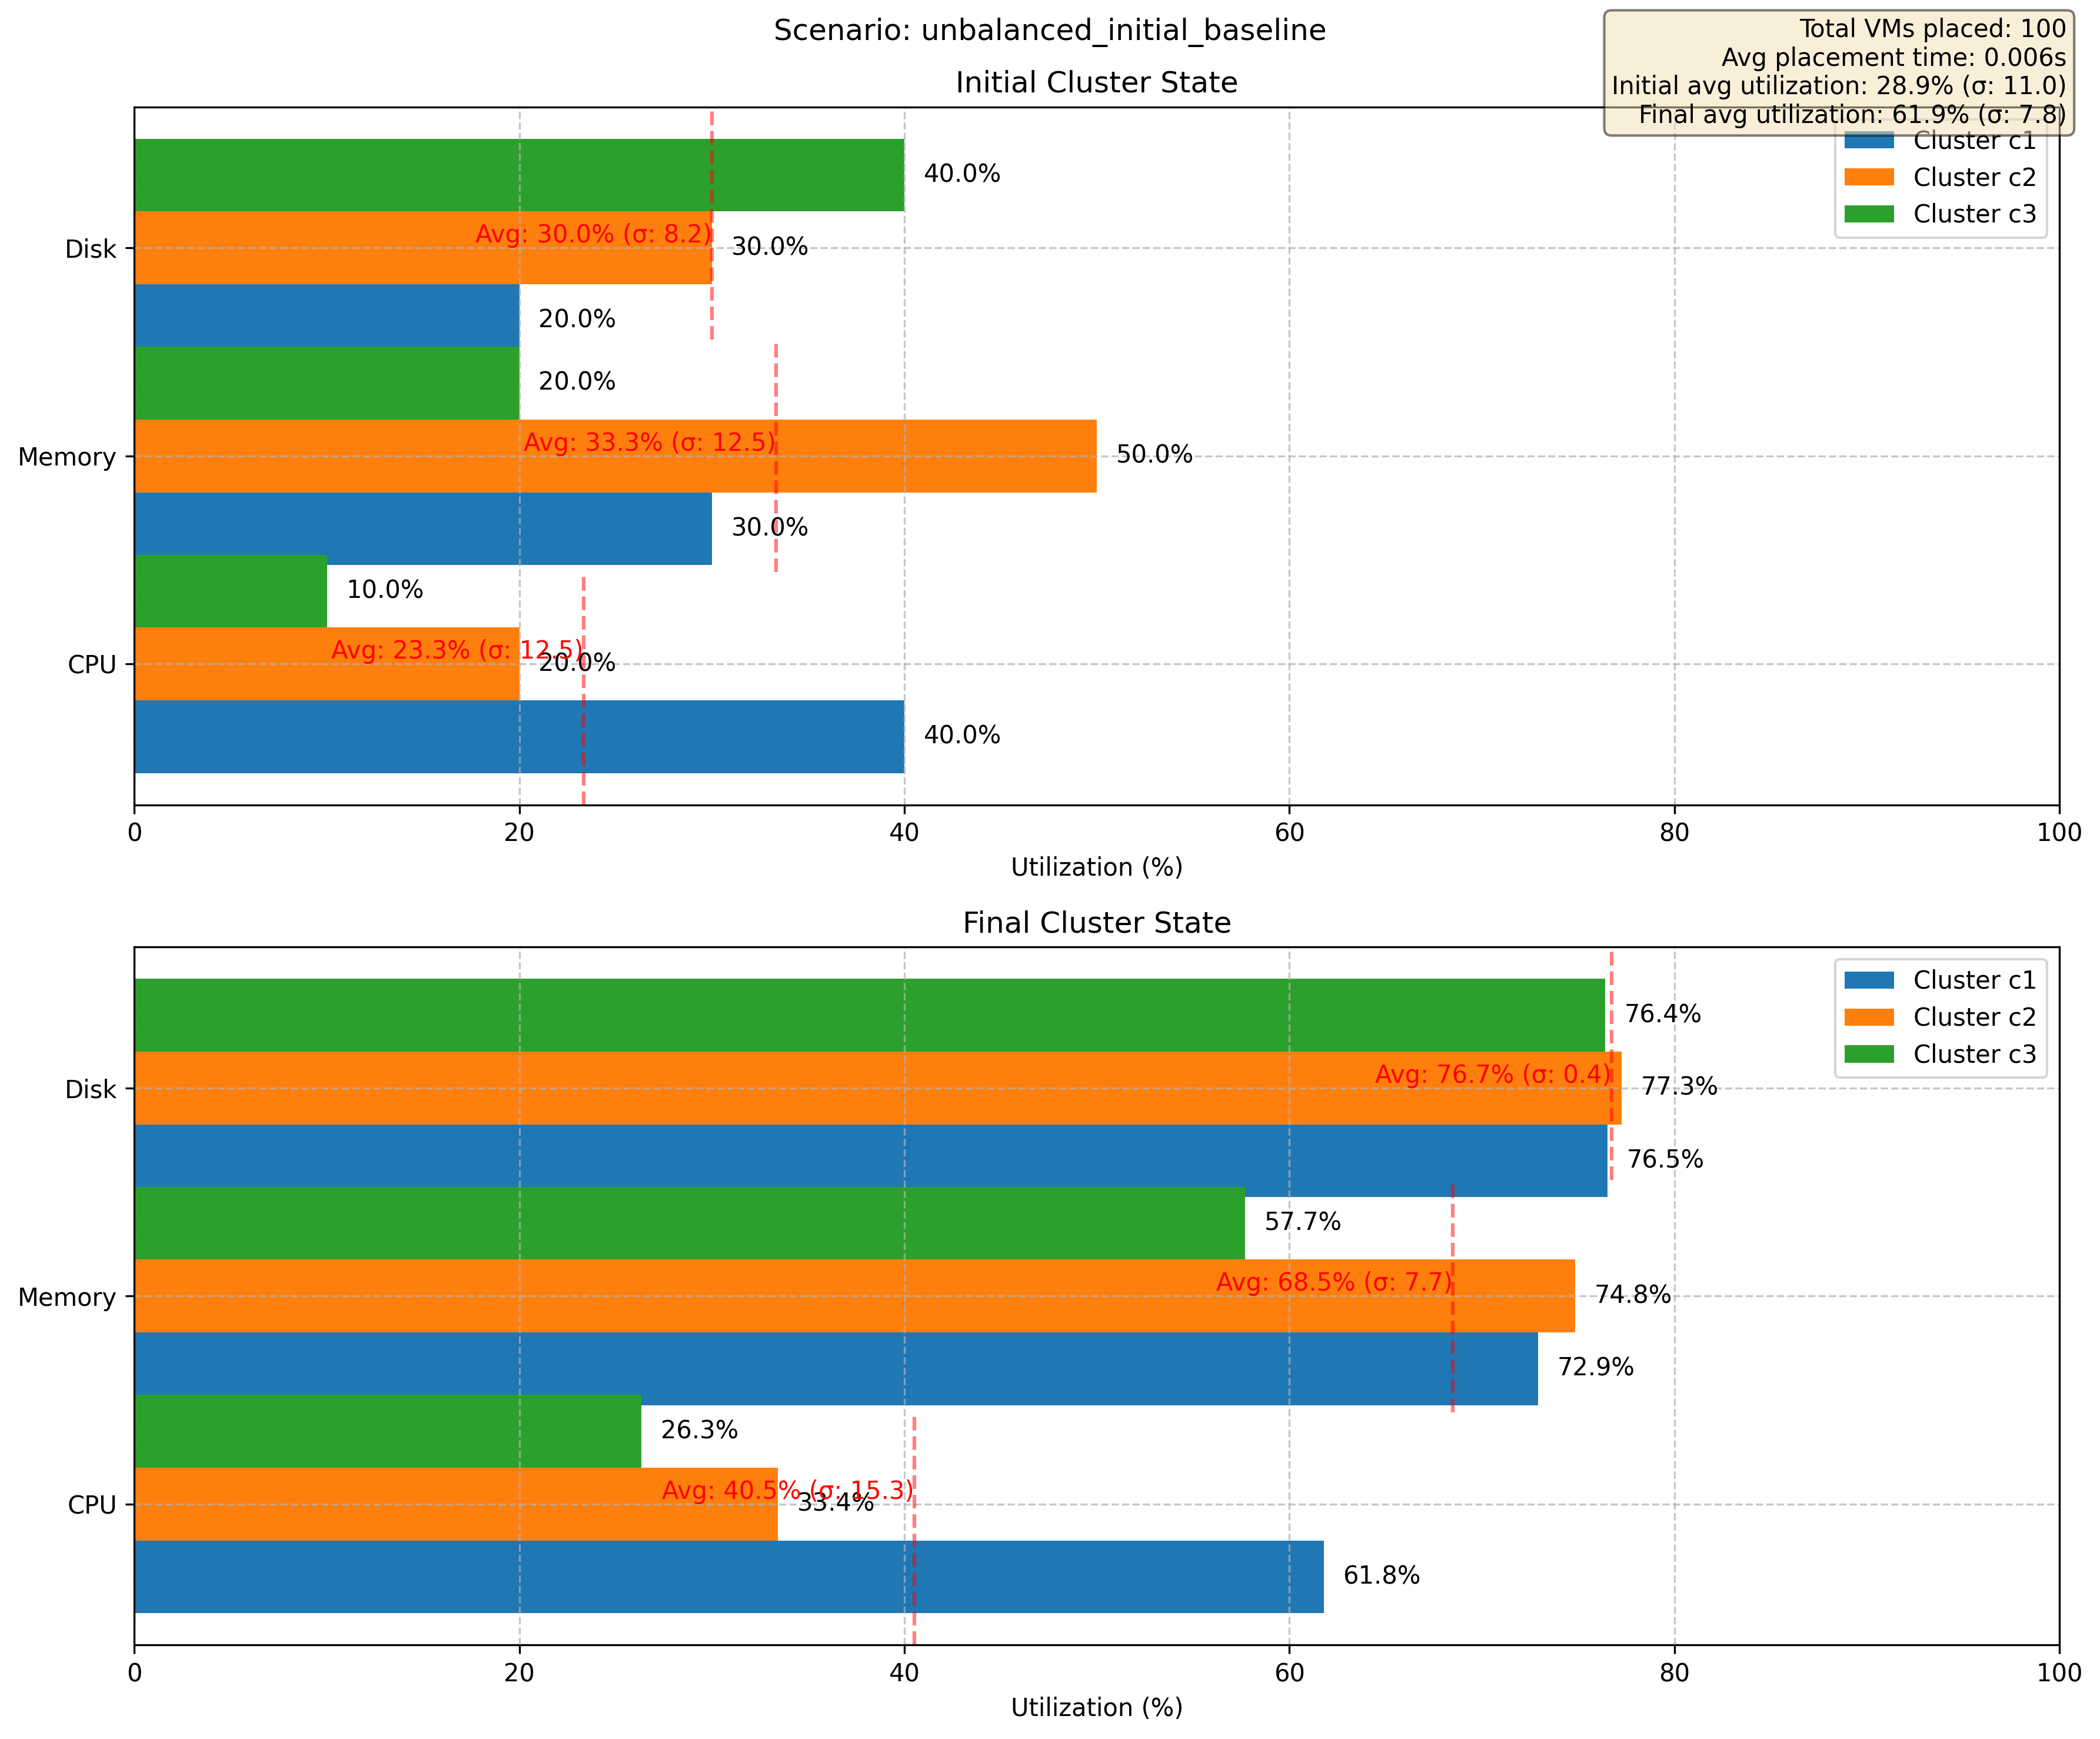 Scenario: unbalanced_initial_baseline
Total VMs placed: 100
Avg placement time: 0.006s
Initial avg utilization: 28.9% (σ: 11.0)
Final avg utilization: 61.9% (σ: 7.8)
Initial Cluster State
Cluster c1
Cluster c2
Cluster c3
40.0%
Disk
Avg: 30.0% (σ: 8.2)
30.0%
20.0%
20.0%
Memory
Avg: 33.3% (σ: 12.5)
50.0%
30.0%
10.0%
CPU
Avg: 23.3% (σ: 12.5)
20.0%
40.0%
0 20 40 60 80 100
Utilization (%)
Final Cluster State
Cluster c1
Cluster c2
Cluster c3
76.4%
Disk
Avg: 76.7% (σ: 0.4)
77.3%
76.5%
57.7%
Memory
Avg: 68.5% (σ: 7.7)
74.8%
72.9%
26.3%
CPU
Avg: 40.5% (σ: 15.3)
33.4%
61.8%
0 20 40 60 80 100
Utilization (%)